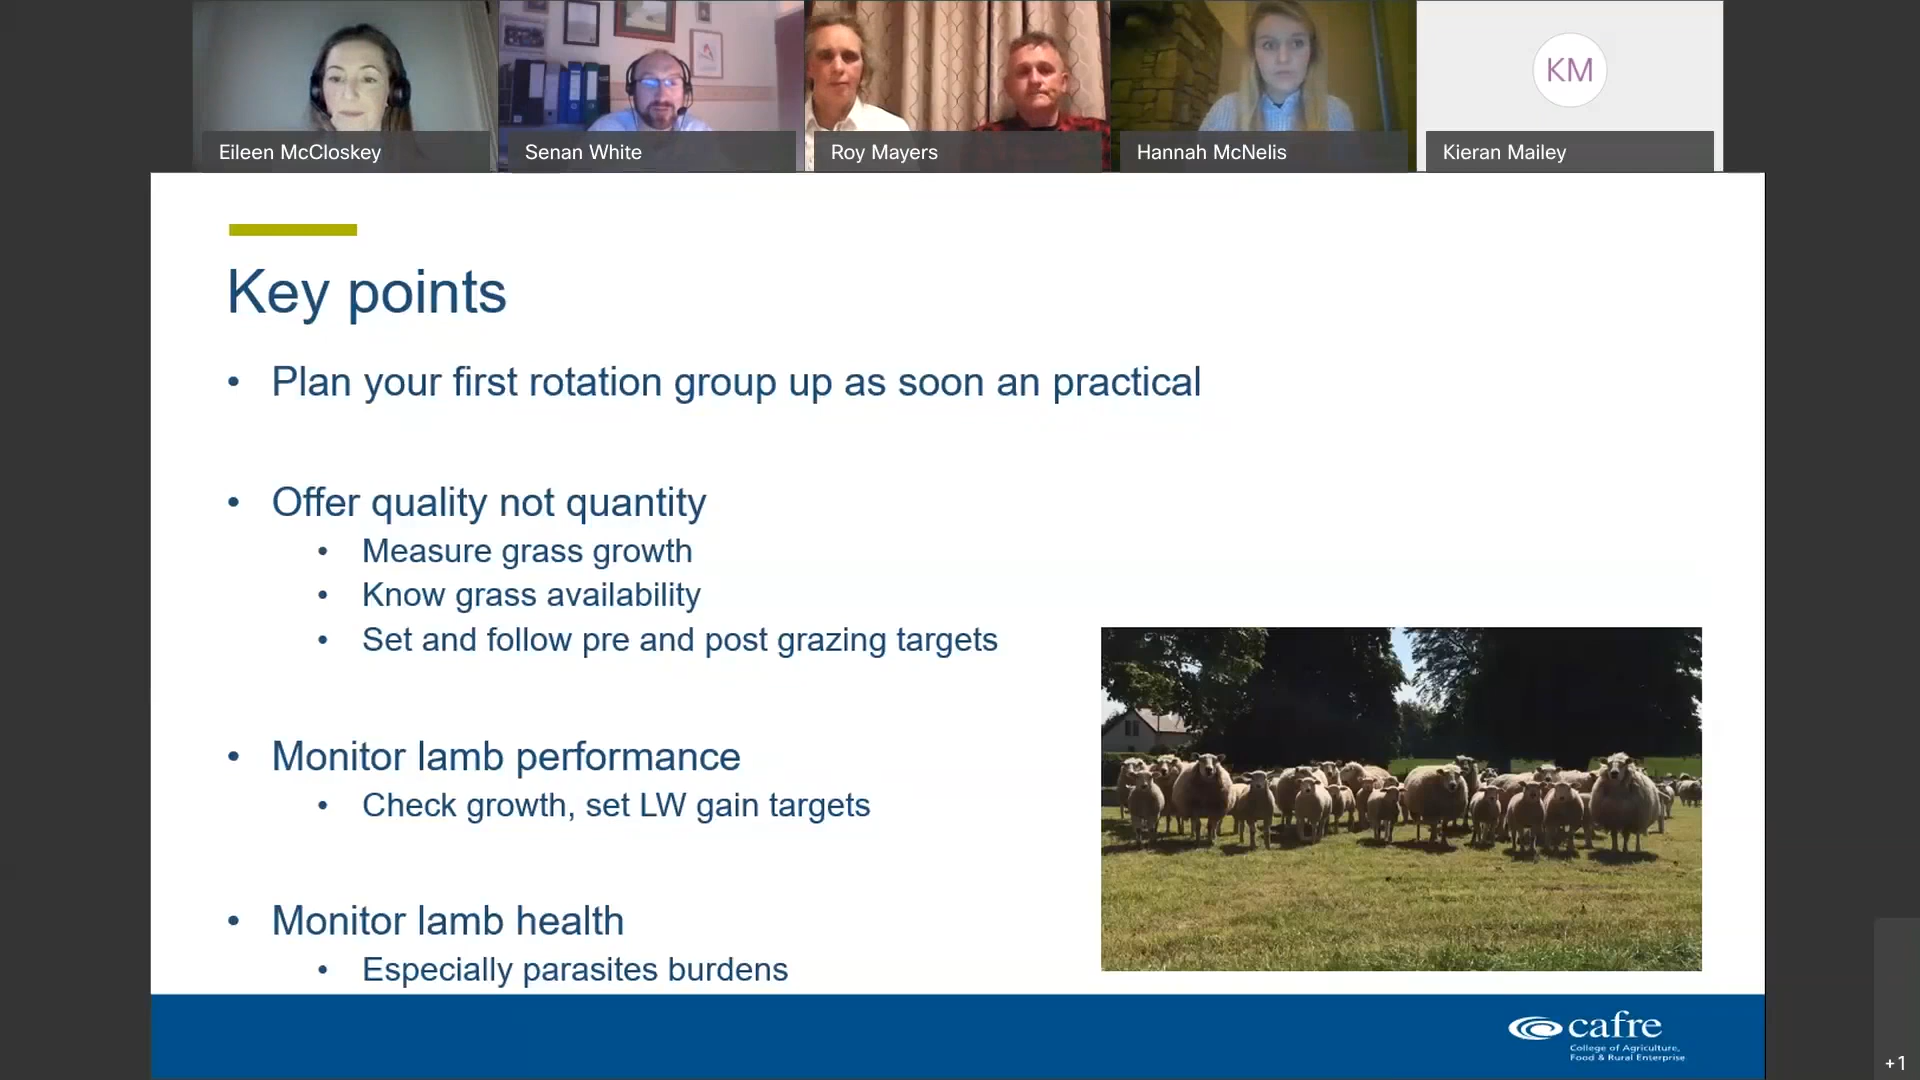 Eileen McCloskey
Senan White
Roy Mayers
Hannah McNelis
KM
Kieran Mailey
Key points
• Plan your first rotation group up as soon an practical
• Offer quality not quantity
• Measure grass growth
• Know grass availability
• Set and follow pre and post grazing targets
• Monitor lamb performance
• Check growth, set LW gain targets
• Monitor lamb health
• Especially parasites burdens
cafre
College of Agriculture,
Food & Rural Enterprise
+1